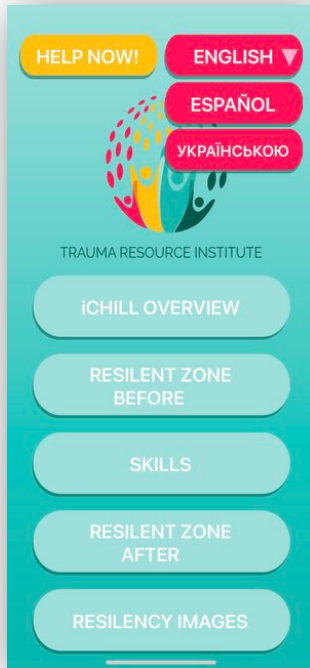 HELP NOW!
ENGLISH
ESPAÑOL
УКРАЇНСЬКОЮ
TRAUMA RESOURCE INSTITUTE
iCHILL OVERVIEW
RESILENT ZONE
BEFORE
SKILLS
RESILENT ZONE
AFTER
RESILENCY IMAGES